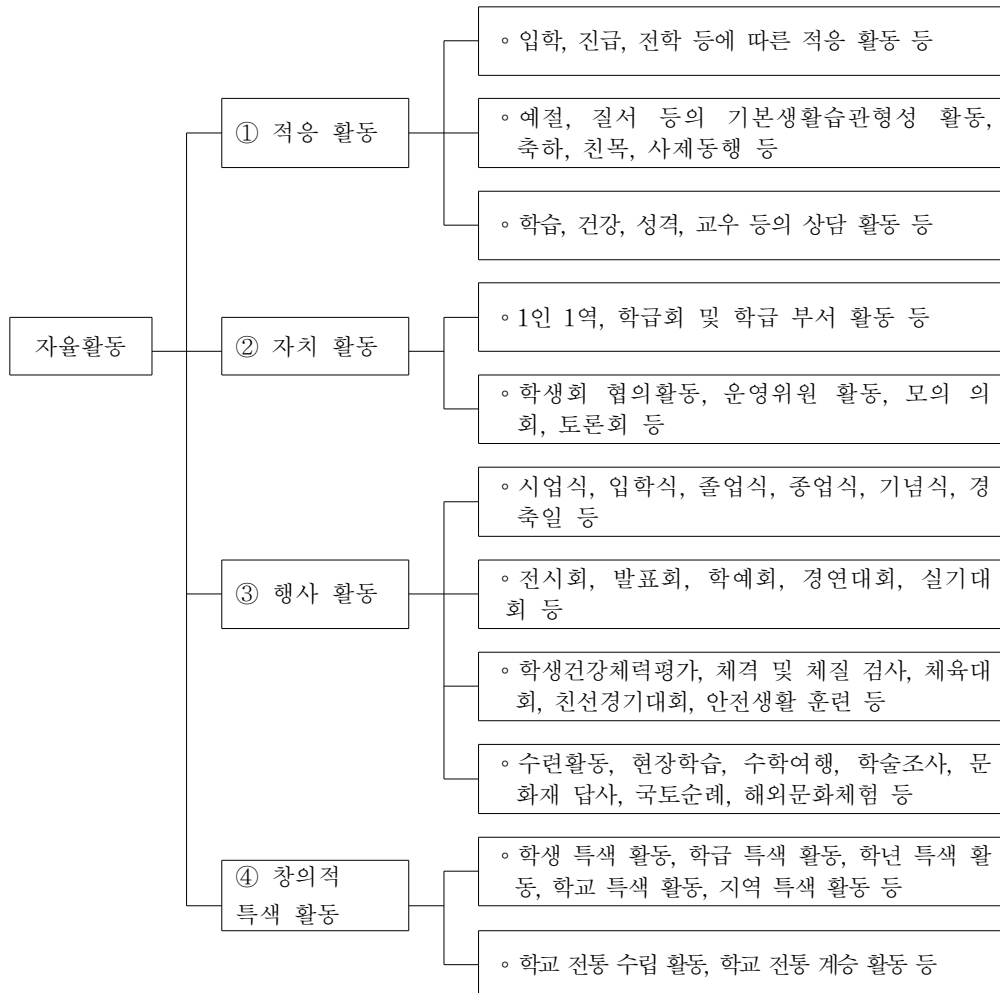 ◦ 입학, 진급, 전학 등에 따른 적응 활동 등
① 적응 활동
◦ 예절, 질서 등의 기본생활습관형성 활동,
축하, 친목, 사제동행 등
◦ 학습, 건강, 성격, 교우 등의 상담 활동 등
자율활동
② 자치 활동
◦ 1인 1역, 학급회 및 학급 부서 활동 등
◦ 학생회 협의활동, 운영위원 활동, 모의 의
회, 토론회 등
③ 행사 활동
◦ 시업식, 입학식, 졸업식, 종업식, 기념식, 경
축일 등
◦ 전시회, 발표회, 학예회, 경연대회, 실기대
회 등
◦ 학생건강체력평가, 체격 및 체질 검사, 체육대
회, 친선경기대회, 안전생활 훈련 등
◦ 수련활동, 현장학습, 수학여행, 학술조사, 문
화재 답사, 국토순례, 해외문화체험 등
④ 창의적
특색 활동
◦ 학생 특색 활동, 학급 특색 활동, 학년 특색 활
동, 학교 특색 활동, 지역 특색 활동 등
◦ 학교 전통 수립 활동, 학교 전통 계승 활동 등